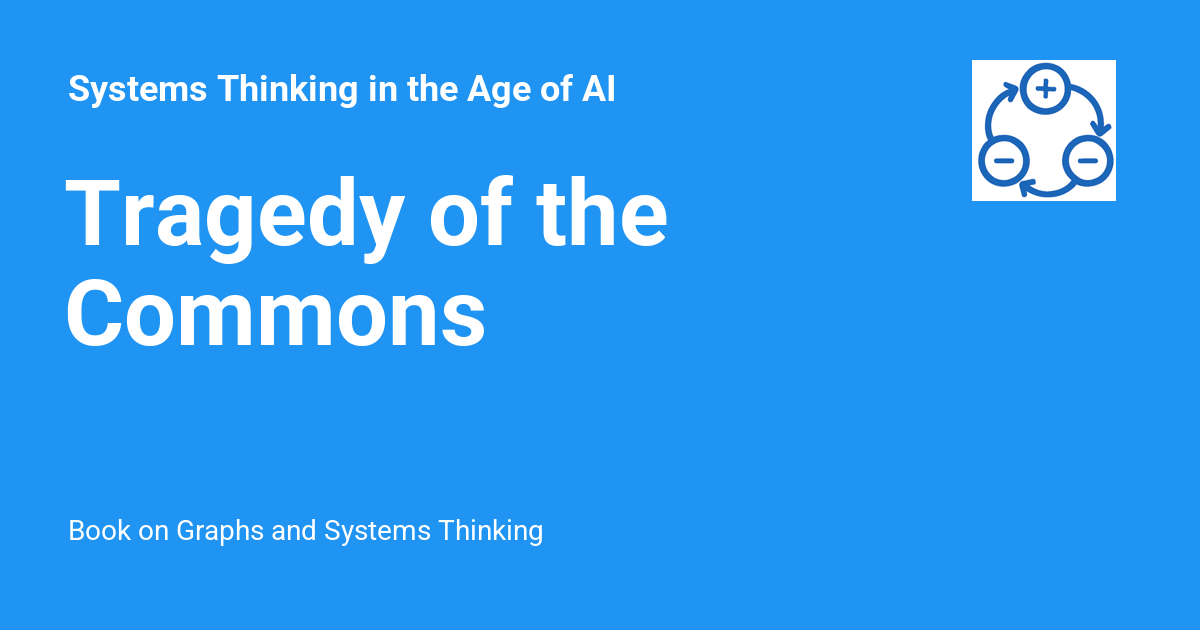 Systems Thinking in the Age of AI
Tragedy of the
Commons
Book on Graphs and Systems Thinking